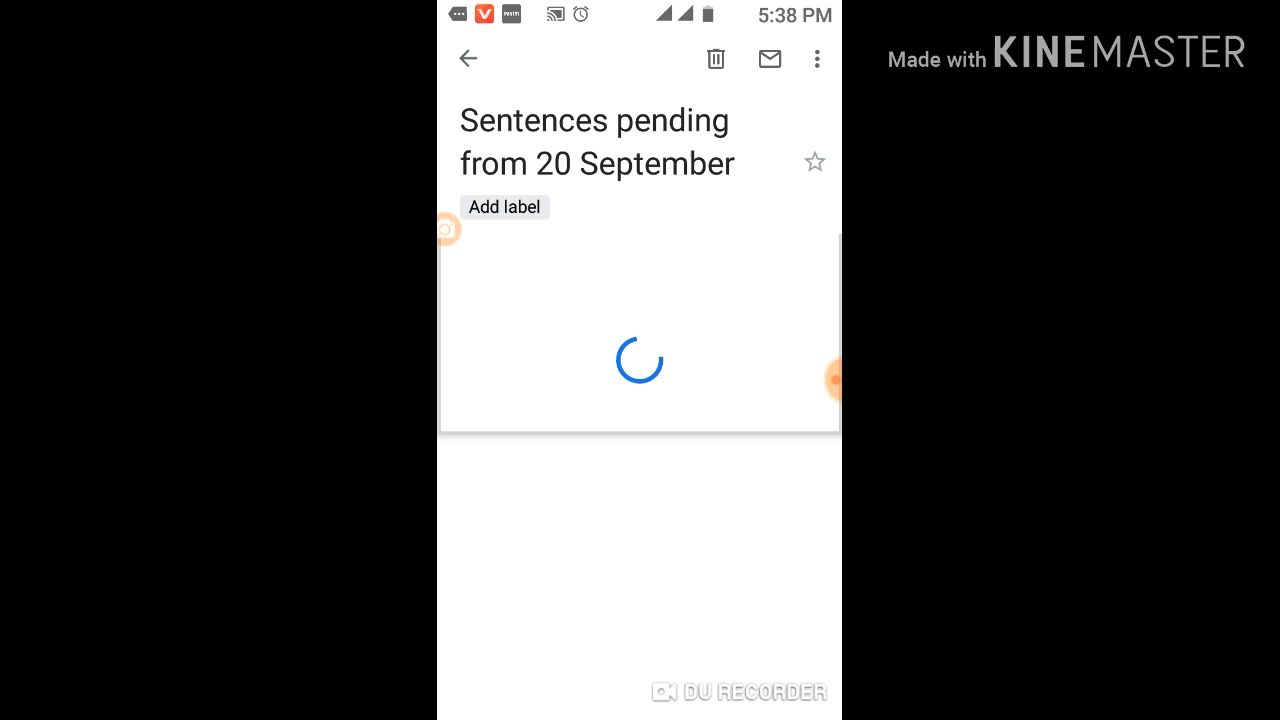 5:38 PM
Made with KINEMASTER
Sentences pending
from 20 September
Add label
DU RECORDER